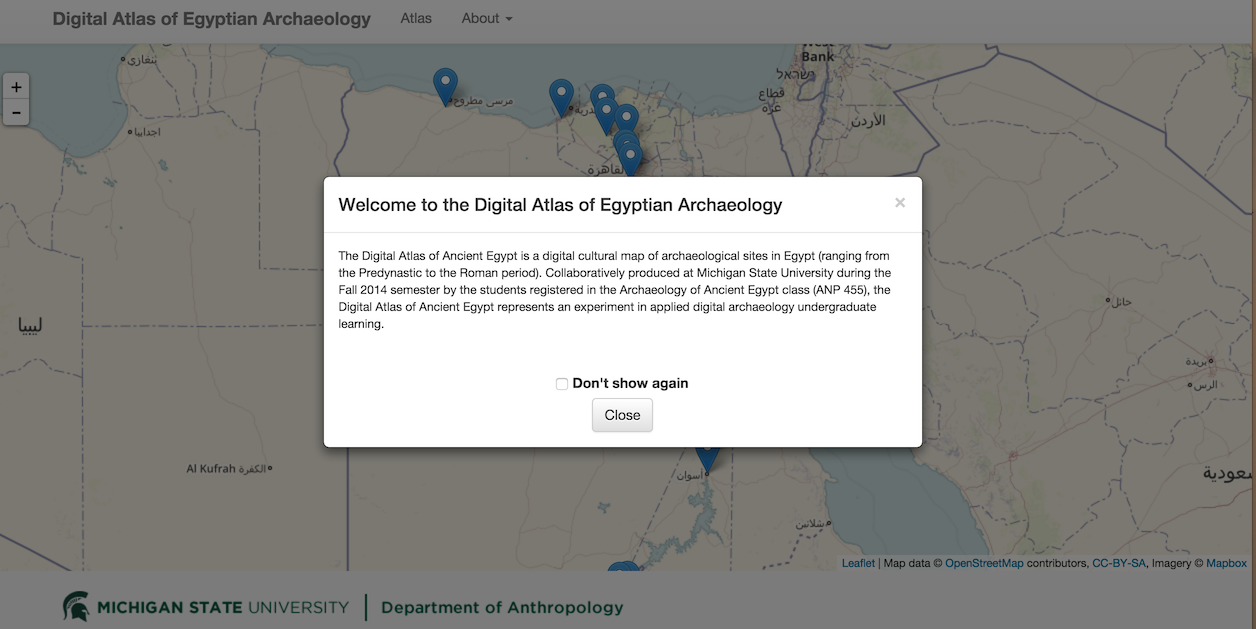 Digital Atlas of Egyptian Archaeology Atlas About
بنغازي
West
Bank
ישראל
مرسى مطروح
قطاع
غزة
الأردن
+
-
اجدابيا
القاهرة
Welcome to the Digital Atlas of Egyptian Archaeology ×
The Digital Atlas of Ancient Egypt is a digital cultural map of archaeological sites in Egypt (ranging from
the Predynastic to the Roman period). Collaboratively produced at Michigan State University during the
Fall 2014 semester by the students registered in the Archaeology of Ancient Egypt class (ANP 455), the
Digital Atlas of Ancient Egypt represents an experiment in applied digital archaeology undergraduate
learning.
حائل
ليبيا
بريدة
الرس
Don't show again
Close
Al Kufrah الكفرة
أسوان
سعودية
شلاتين
Leaflet | Map data © OpenStreetMap contributors, CC-BY-SA, Imagery © Mapbox
MICHIGAN STATE UNIVERSITY | Department of Anthropology